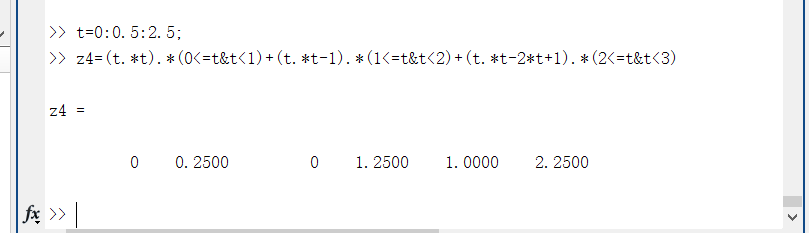 >> t=0:0.5:2.5;
>> z4=(t.*t).*(0<=t&t<1)+(t.*t-1).*(1<=t&t<2)+(t.*t-2*t+1).*(2<=t&t<3)
z4 =
0 0.2500 0 1.2500 1.0000 2.2500
fx >>